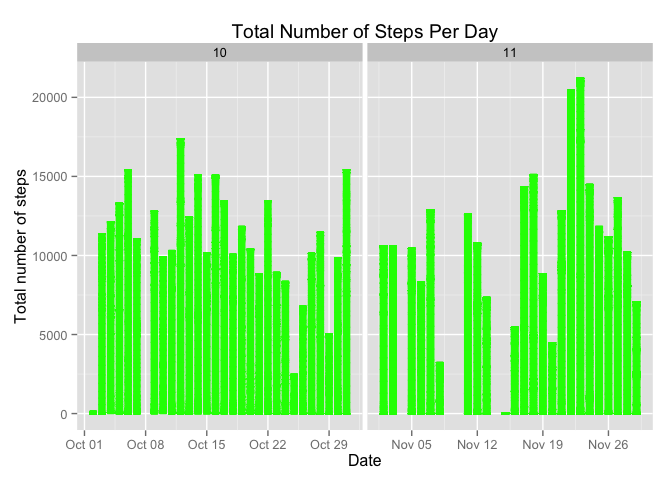 Total Number of Steps Per Day
10 11
20000
15000
10000
5000
0
Total number of steps
Oct 01 Oct 08 Oct 15 Oct 22 Oct 29 Nov 05 Nov 12 Nov 19 Nov 26
Date